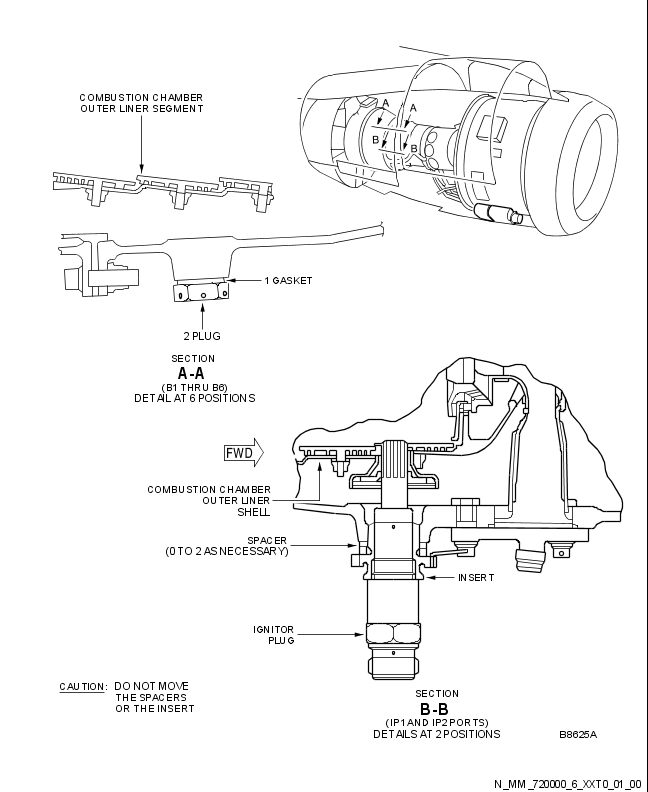 COMBUSTION CHAMBER
OUTER LINER SEGMENT
A
A
B
B
1 GASKET
2 PLUG
SECTION
A-A
(B1 THRU B6)
DETAIL AT 6 POSITIONS
FWD
COMBUSTION CHAMBER
OUTER LINER
SHELL
SPACER
(0 TO 2 AS NECESSARY)
INSERT
IGNITOR
PLUG
CAUTION: DO NOT MOVE
THE SPACERS
OR THE INSERT
SECTION
B-B
(IP1 AND IP2 PORTS)
DETAILS AT 2 POSITIONS
B8625A
N_MM_720000_6_XXT0_01_00